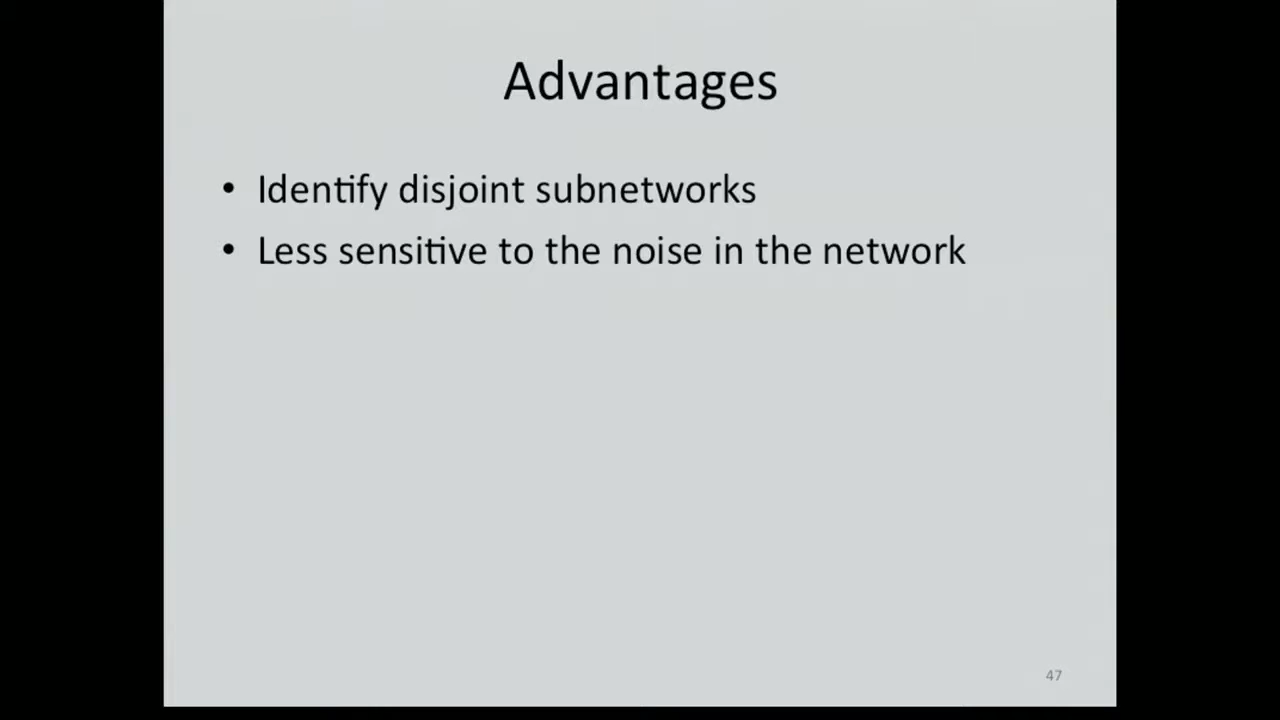 Advantages
• Identify disjoint subnetworks
• Less sensitive to the noise in the network
47